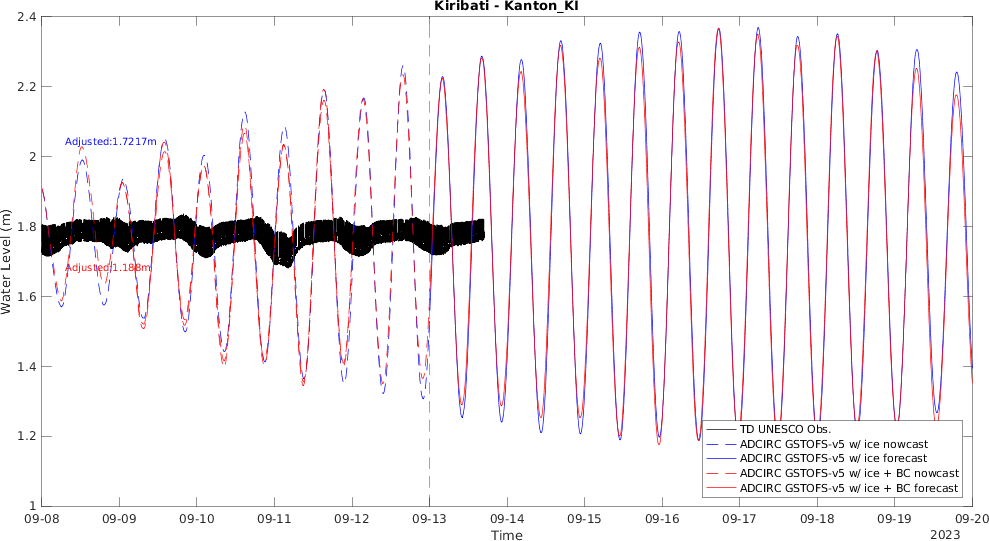 Kiribati - Kanton_KI
2.4
2.2
2
1.8
1.6
1.4
1.2
1
Water Level (m)
Adjusted:1.7217m
Adjusted:1.188m
TD UNESCO Obs.
ADCIRC GSTOFS-v5 w/ ice nowcast
ADCIRC GSTOFS-v5 w/ ice forecast
ADCIRC GSTOFS-v5 w/ ice + BC nowcast
ADCIRC GSTOFS-v5 w/ ice + BC forecast
09-08 09-09 09-10 09-11 09-12 09-13 09-14 09-15 09-16 09-17 09-18 09-19 09-20
Time
2023